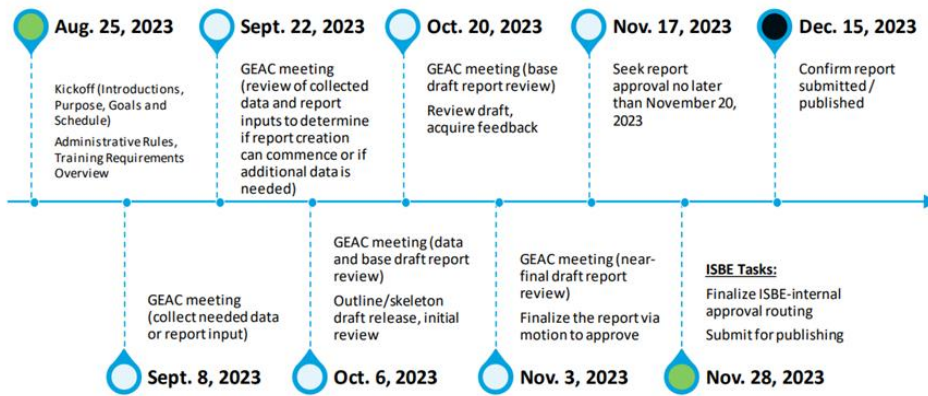 Aug. 25, 2023
Kickoff (Introductions,
Purpose, Goals and
Schedule)
Administrative Rules,
Training Requirements
Overview
Sept. 22, 2023
GEAC meeting
(review of collected
data and report
inputs to determine
if report creation
can commence or if
additional data is
needed)
Oct. 20, 2023
GEAC meeting (base
draft report review)
Review draft,
acquire feedback
Nov. 17, 2023
Seek report
approval no later
than November 20,
2023
Dec. 15, 2023
Confirm report
submitted/
published
GEAC meeting
(collect needed data
or report input)
Sept. 8, 2023
GEAC meeting (data
and base draft report
review)
Outline/skeleton
draft release, initial
review
Oct. 6, 2023
GEAC meeting (near-
final draft report
review)
Finalize the report via
motion to approve
Nov. 3, 2023
ISBE Tasks:
Finalize ISBE-internal
approval routing
Submit for publishing
Nov. 28, 2023